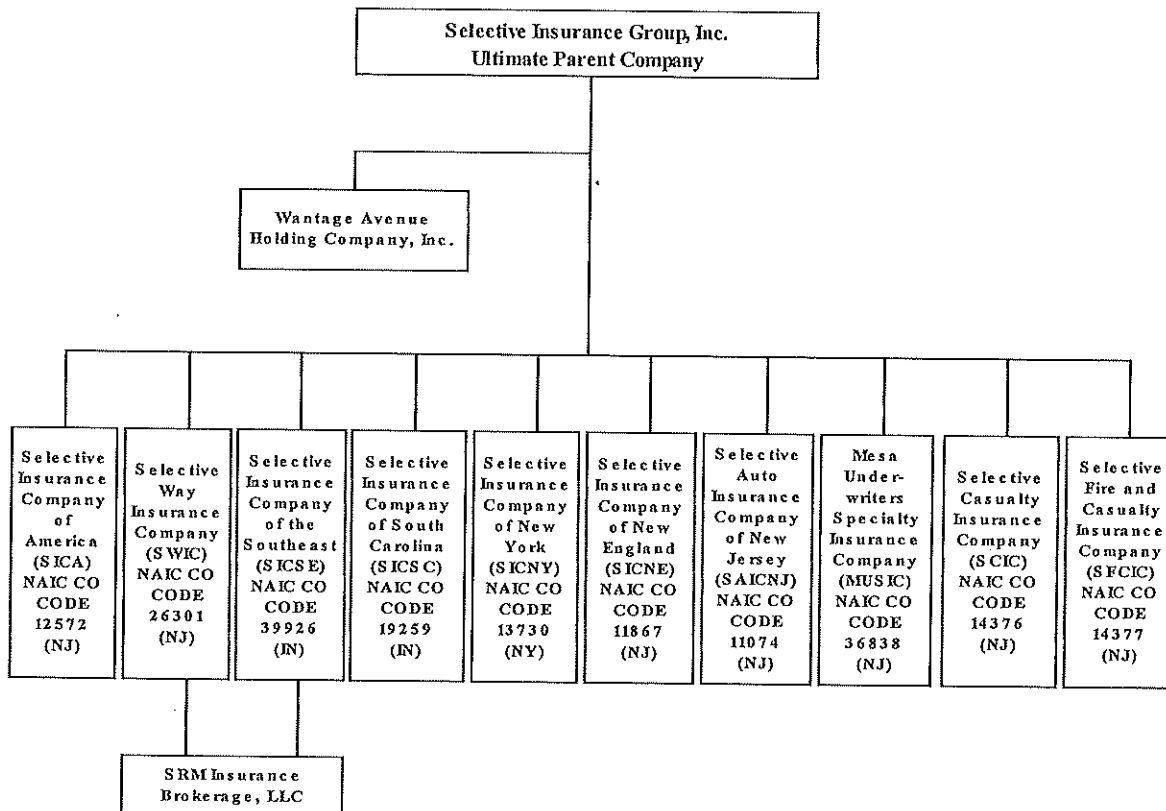 Selective Insurance Group, Inc.
Ultimate Parent Company
Wantage Avenue
Holding Company, Inc.
Selective
Insurance
Company
of
America
(SICA)
NAIC CO
CODE
12572
(NJ)
Selective
Way
Insurance
Company
(SWIC)
NAIC CO
CODE
26301
(NJ)
Selective
Insurance
Company
of the
Southeast
(SICSE)
NAIC CO
CODE
39926
(IN)
Selective
Insurance
Company
of South
Carolina
(SICSC)
NAIC CO
CODE
19259
(IN)
Selective
Insurance
Company
of New
York
(SICNY)
NAIC CO
CODE
13730
(NY)
Selective
Insurance
Company
of New
England
(SICNE)
NAIC CO
CODE
11867
(NJ)
Selective
Auto
Insurance
Company
of New
Jersey
(SAICNJ)
NAIC CO
CODE
11074
(NJ)
Mesa
Under-
writers
Specialty
Insurance
Company
(MUSIC)
NAIC CO
CODE
36838
(NJ)
Selective
Casualty
Insurance
Company
(SCIC)
NAIC CO
CODE
14376
(NJ)
Selective
Fire and
Casualty
Insurance
Company
(SFCIC)
NAIC CO
CODE
14377
(NJ)
SRM Insurance
Brokerage, LLC